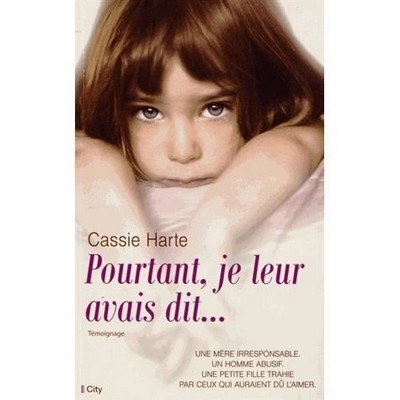 Cassie Harte
Pourtant, je leur
avais dit...
Témoignage
UNE MÈRE IRRESPONSABLE.
UN HOMME ABUSIF.
UNE PETITE FILLE TRAHIE
PAR CEUX QUI AURAIENT DÛ L'AIMER.
City